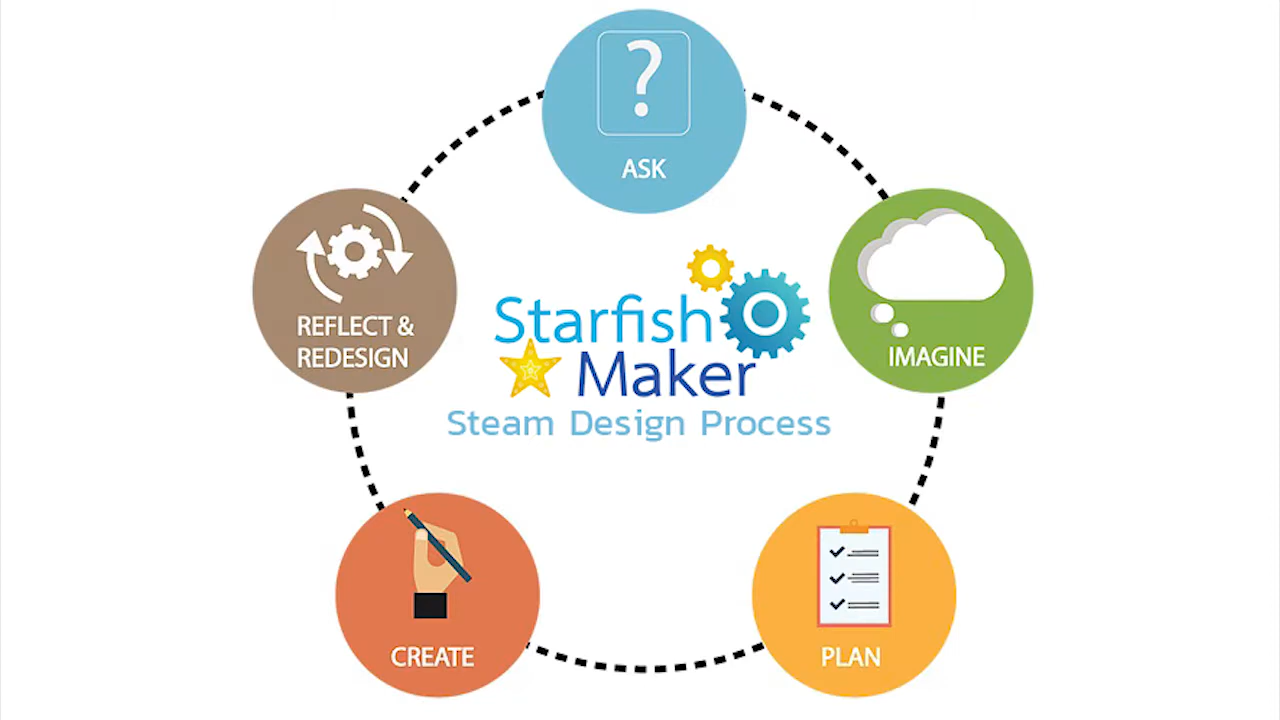 ?
ASK
IMAGINE
PLAN
CREATE
REFLECT &
REDESIGN
Starfish
Maker
Steam Design Process